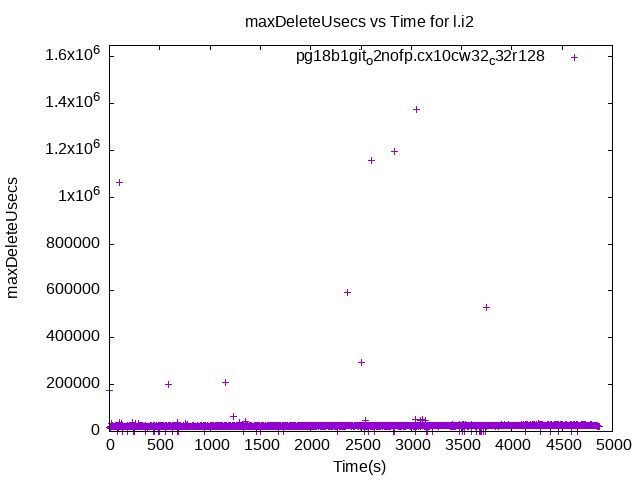 maxDeleteUsecs vs Time for l.i2
pg18b1git_o2nofp.cx10cw32_c32r128
1.6x10^6
1.4x10^6
1.2x10^6
1x10^6
800000
600000
400000
200000
0
maxDeleteUsecs
0 500 1000 1500 2000 2500 3000 3500 4000 4500 5000
Time(s)